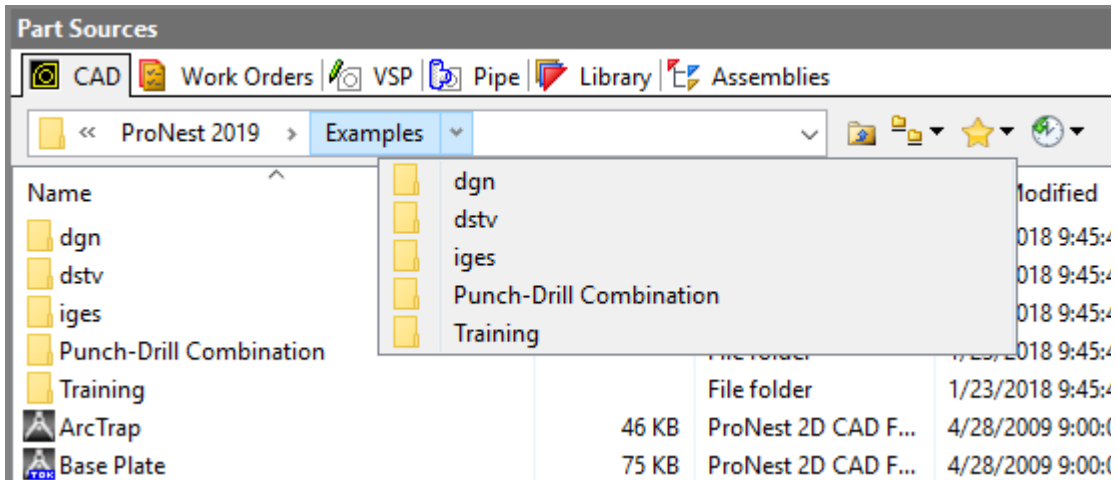 Part Sources
CAD Work Orders VSP Pipe Library Assemblies
« ProNest 2019 > Examples
Name
dgn
dstv
iges
Punch-Drill Combination
Training
Modified
dgn 018 9:45:4
dstv 018 9:45:4
iges 018 9:45:4
Punch-Drill Combination 018 9:45:4
Training File folder 1/23/2018 9:45:4
ArcTrap 46 KB ProNest 2D CAD F... 4/28/2009 9:00:0
Base Plate 75 KB ProNest 2D CAD F... 4/28/2009 9:00:0